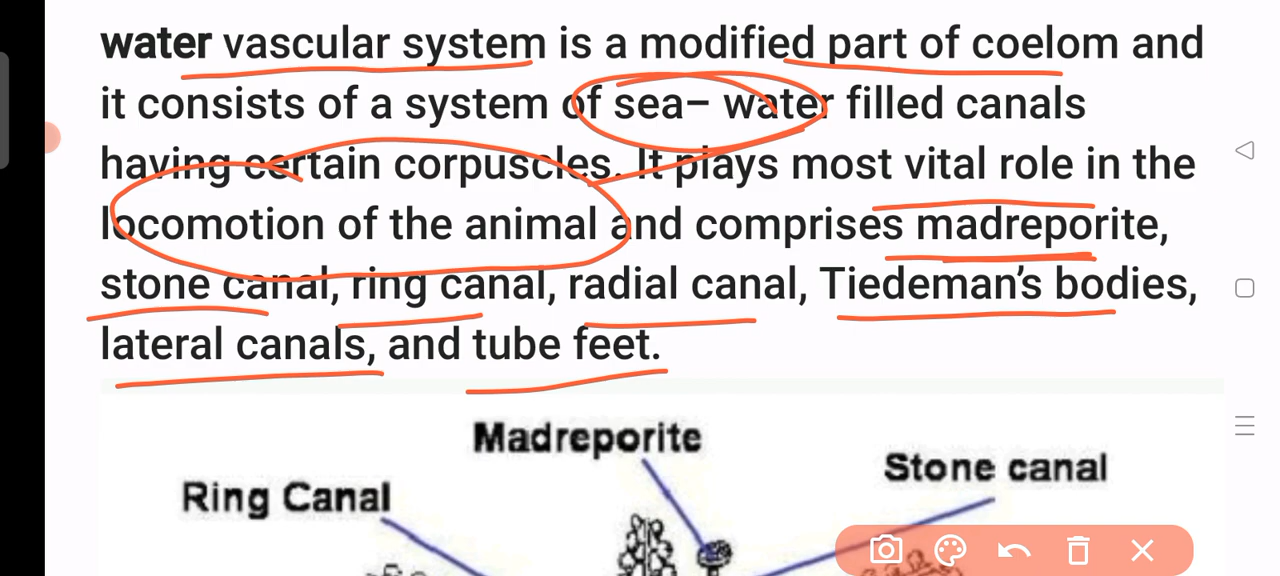 water vascular system is a modified part of coelom and
it consists of a system of sea– water filled canals
having certain corpuscles. It plays most vital role in the
locomotion of the animal and comprises madreporite,
stone canal, ring canal, radial canal, Tiedeman's bodies,
lateral canals, and tube feet.
Madreporite
Stone canal
Ring Canal